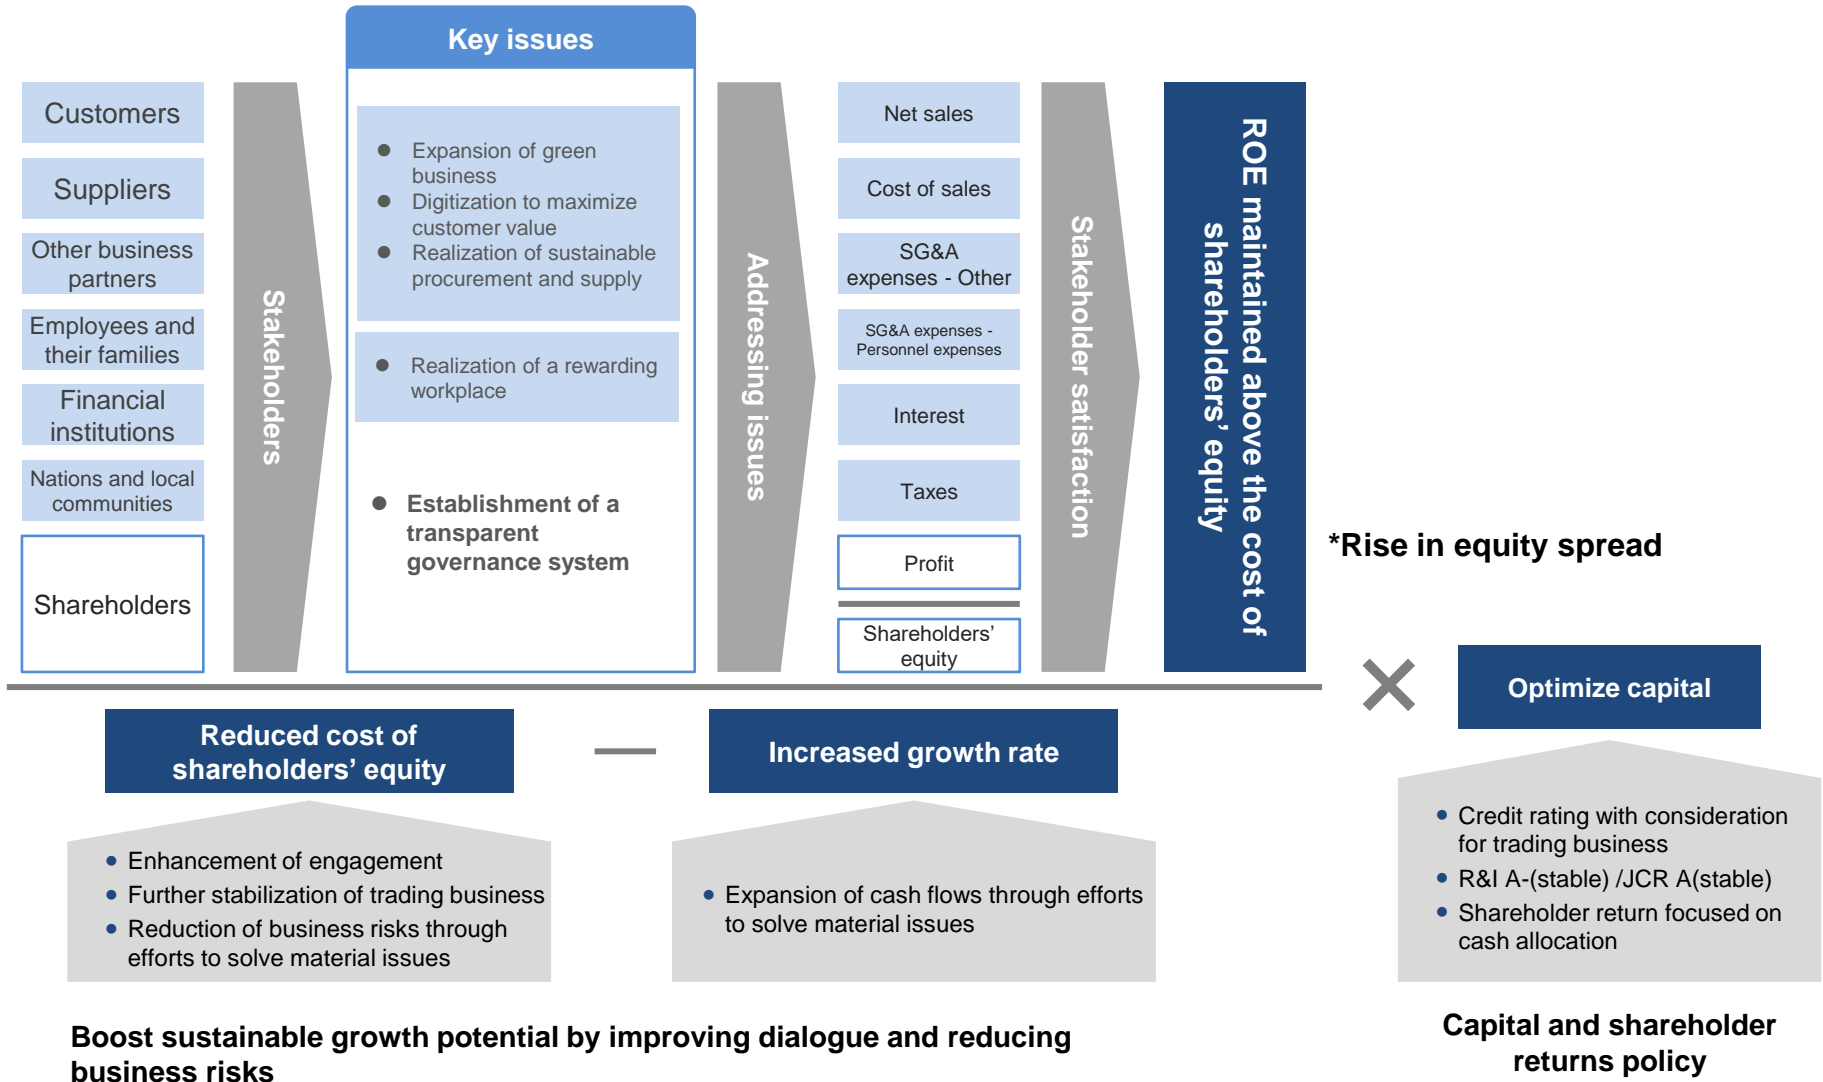 Key issues
Customers
Suppliers
Other business
partners
Employees and
their families
Financial
institutions
Nations and local
communities
Shareholders
Stakeholders
● Expansion of green
business
● Digitization to maximize
customer value
● Realization of sustainable
procurement and supply
● Realization of a rewarding
workplace
● Establishment of a
transparent
governance system
Addressing issues
Net sales
Cost of sales
SG&A
expenses - Other
SG&A expenses -
Personnel expenses
Interest
Taxes
Profit
Shareholders’
equity
Stakeholder satisfaction
ROE maintained above the cost of
shareholders’ equity
*Rise in equity spread
Reduced cost of
shareholders’ equity
—
Increased growth rate
×
Optimize capital
• Enhancement of engagement
• Further stabilization of trading business
• Reduction of business risks through
efforts to solve material issues
• Expansion of cash flows through efforts
to solve material issues
• Credit rating with consideration
for trading business
• R&I A-(stable) /JCR A(stable)
• Shareholder return focused on
cash allocation
Boost sustainable growth potential by improving dialogue and reducing
business risks
Capital and shareholder
returns policy